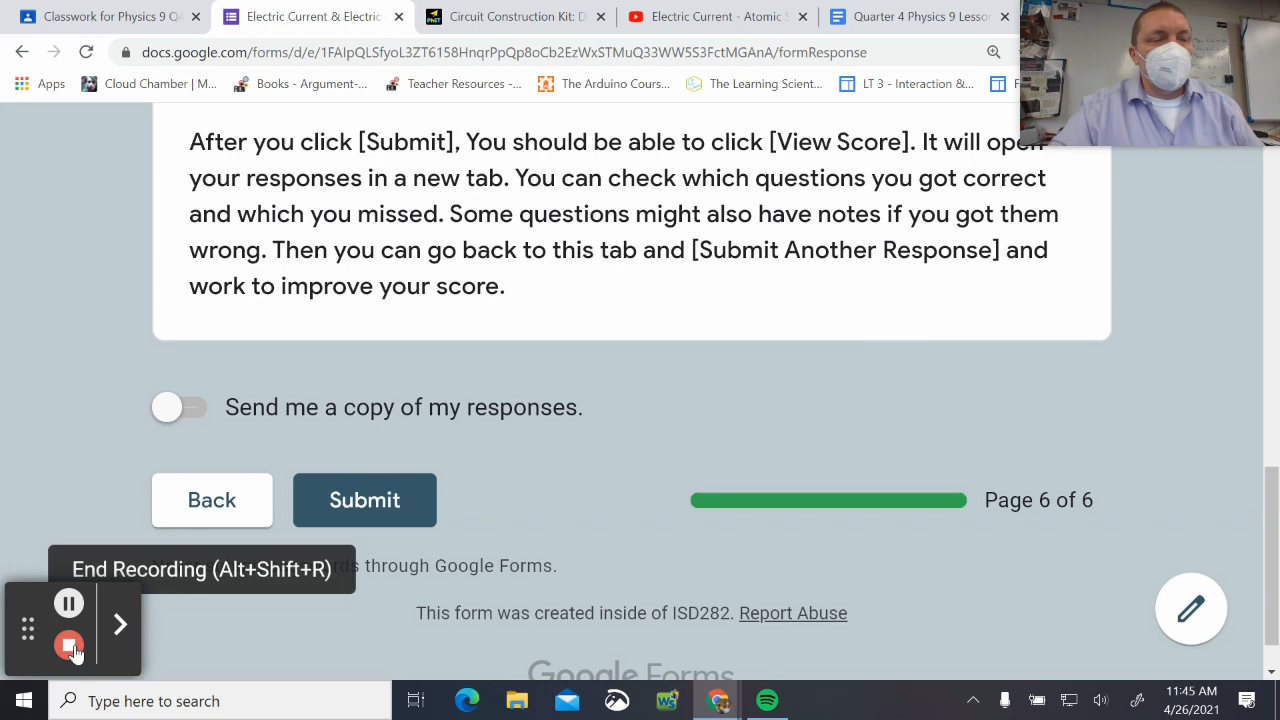 Classwork for Physics 9 Q4
Electric Current & Electric
Circuit Construction Kit: D
Electric Current - Atomic S
Quarter 4 Physics 9 Lesso
docs.google.com/forms/d/e/1FAIpQLSfyoL3ZT6158HnqrPpQp8oCb2EzWxSTMuQ33WW5S3FctMGAnA/formResponse
Apps
Cloud Chamber | M...
Books - Argument-...
Teacher Resources -...
The Arduino Cours...
The Learning Scient...
LT 3 - Interaction &...
After you click [Submit], You should be able to click [View Score]. It will open
your responses in a new tab. You can check which questions you got correct
and which you missed. Some questions might also have notes if you got them
wrong. Then you can go back to this tab and [Submit Another Response] and
work to improve your score.
Send me a copy of my responses.
Back
Submit
Page 6 of 6
End Recording (Alt+Shift+R)
through Google Forms.
This form was created inside of ISD282. Report Abuse
Google Forms
Type here to search
11:45 AM
4/26/2021